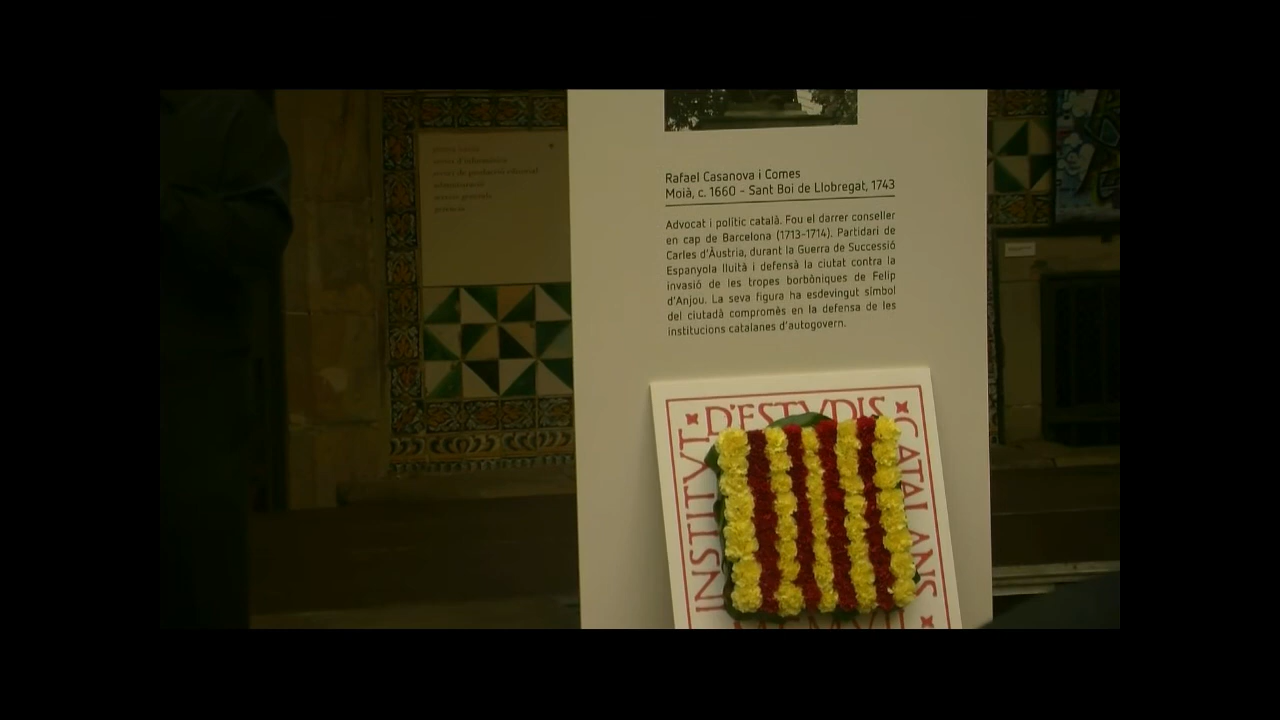 Rafael Casanova i Comes
Moià, c. 1660 - Sant Boi de Llobregat, 1743
Advocat i polític català. Fou el darrer conseller
en cap de Barcelona (1713-1714). Partidari de
Carles d'Àustria, durant la Guerra de Successió
Espanyola lluità i defensà la ciutat contra la
invasió de les tropes borbòniques de Felip
d'Anjou. La seva figura ha esdevingut símbol
del ciutadà compromès en la defensa de les
institucions catalanes d'autogovern.
INSTITVT
D'ESTVDIS
CATALANS
MCMVII